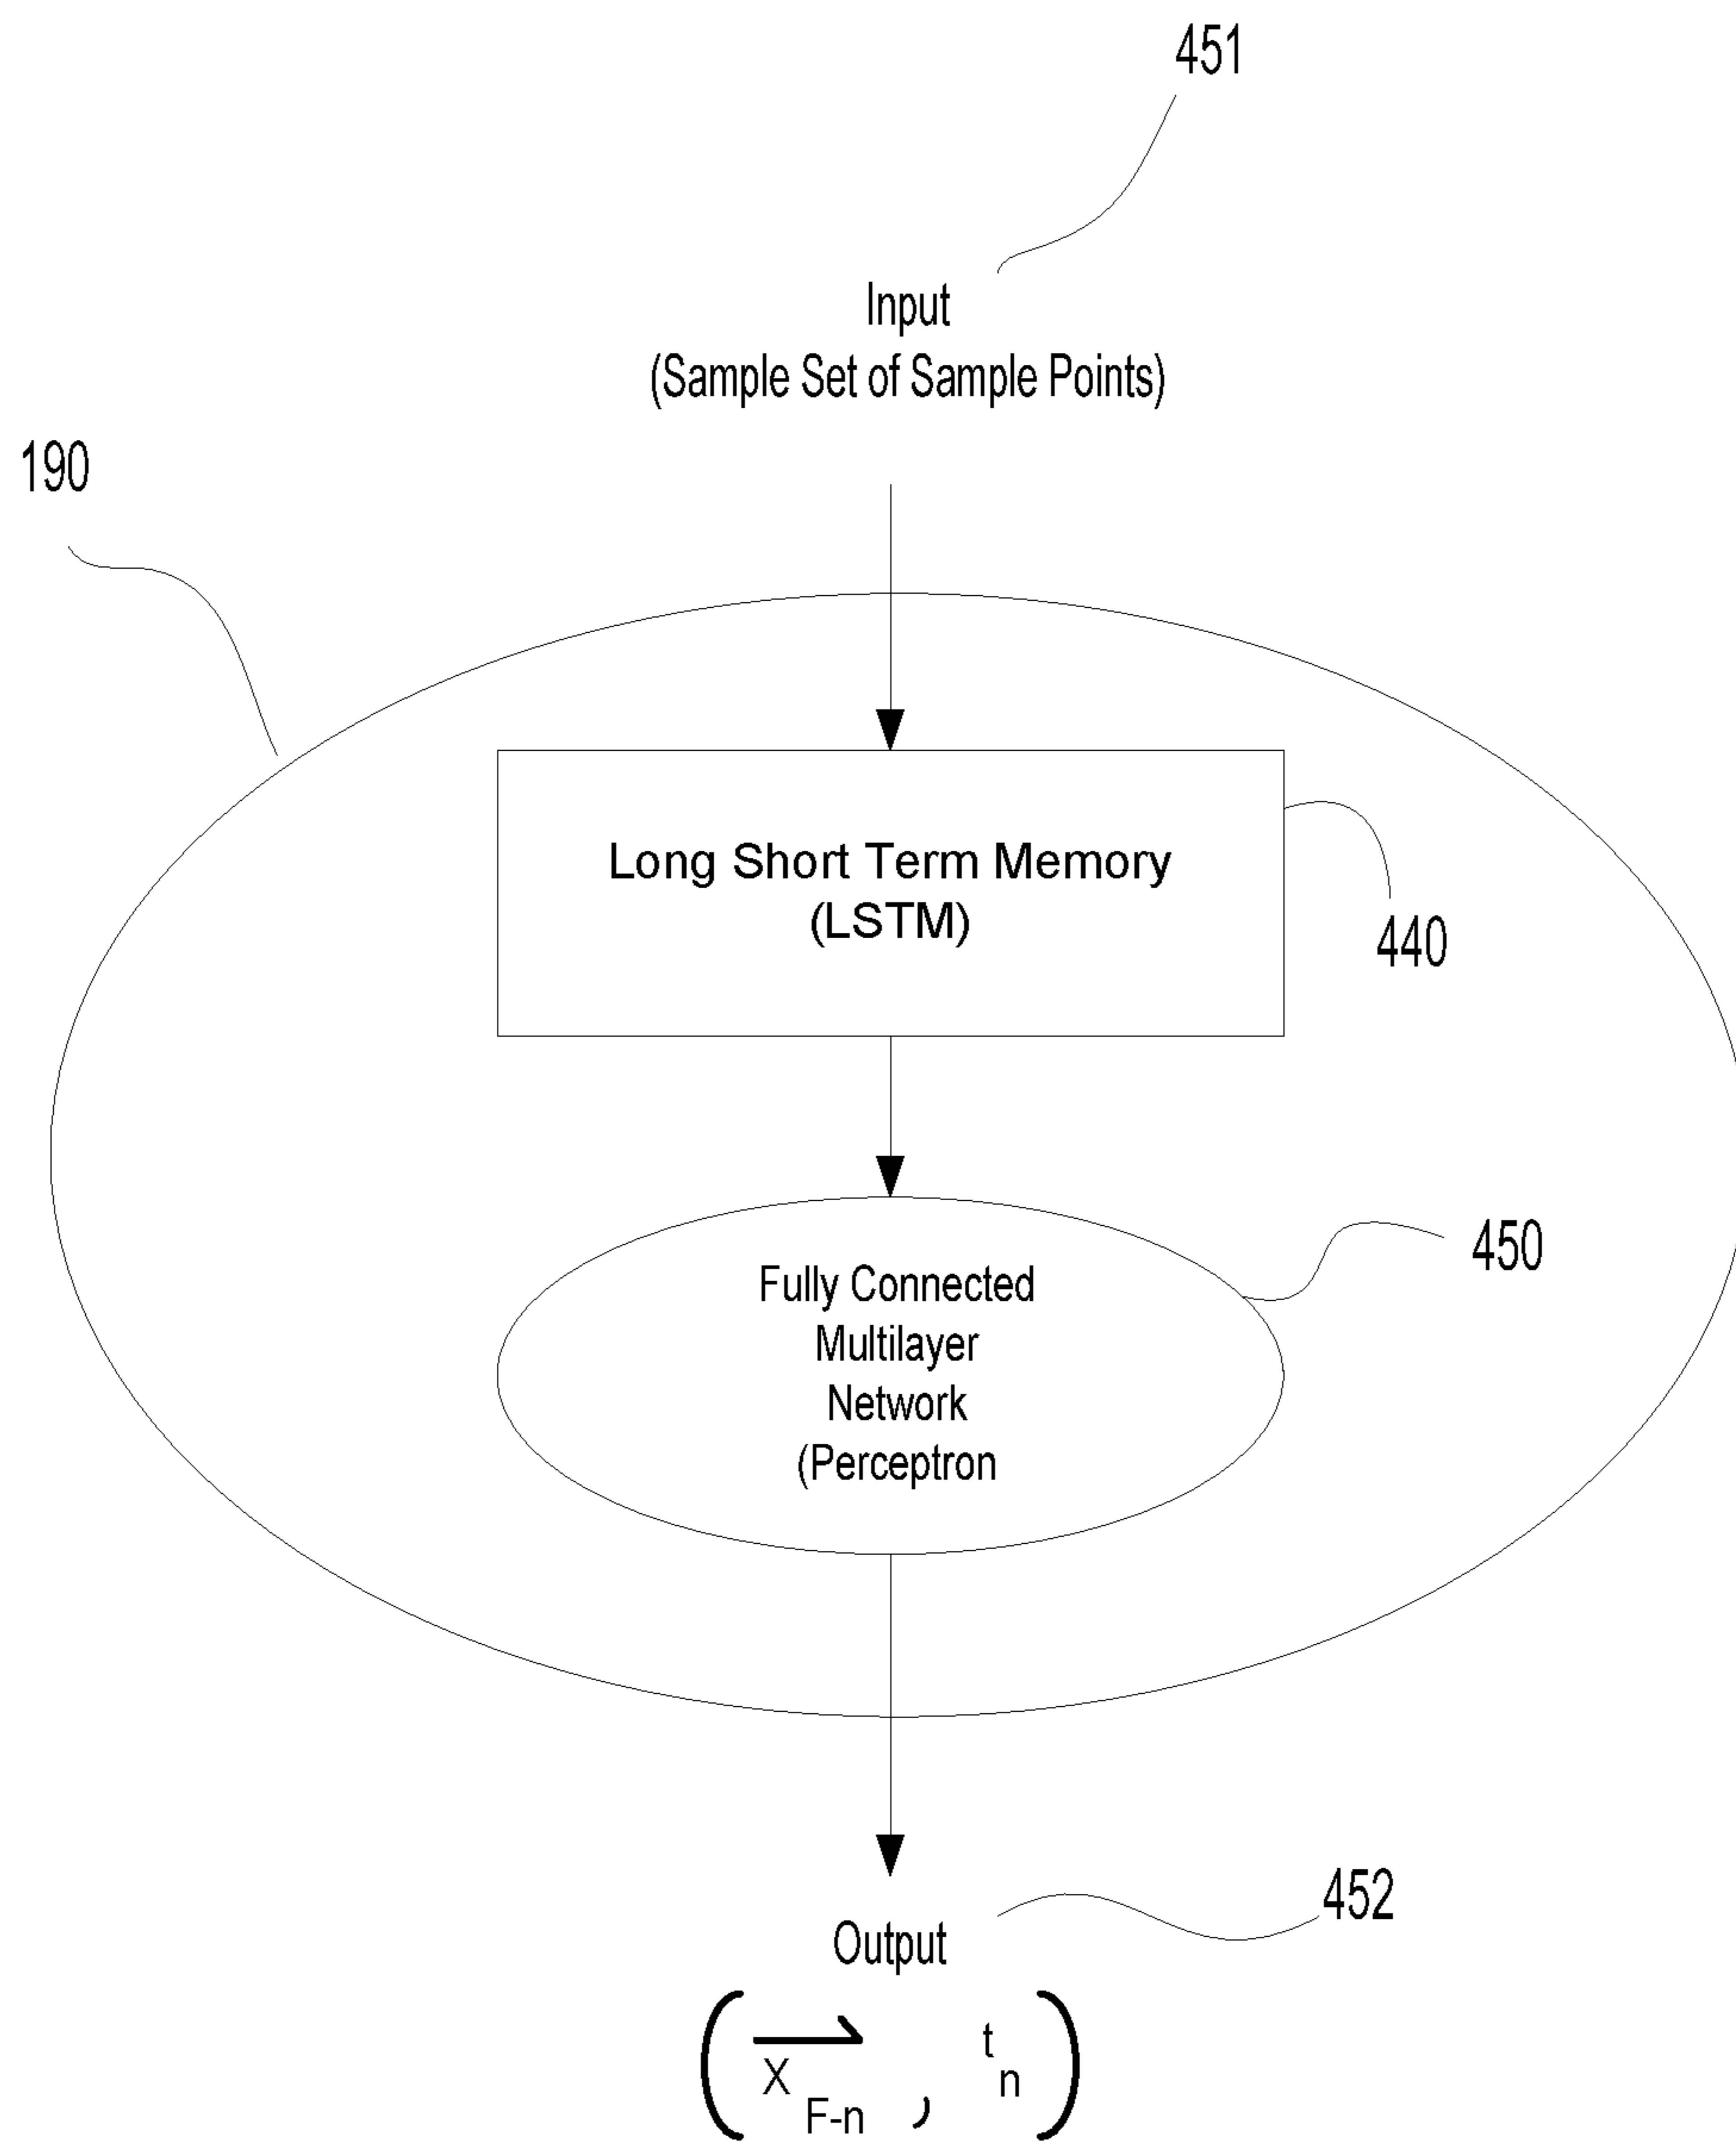 451
Input
(Sample Set of Sample Points)
190
Long Short Term Memory
(LSTM)
440
450
Fully Connected
Multilayer
Network
(Perceptron
452
Output
(X F-n , t n)